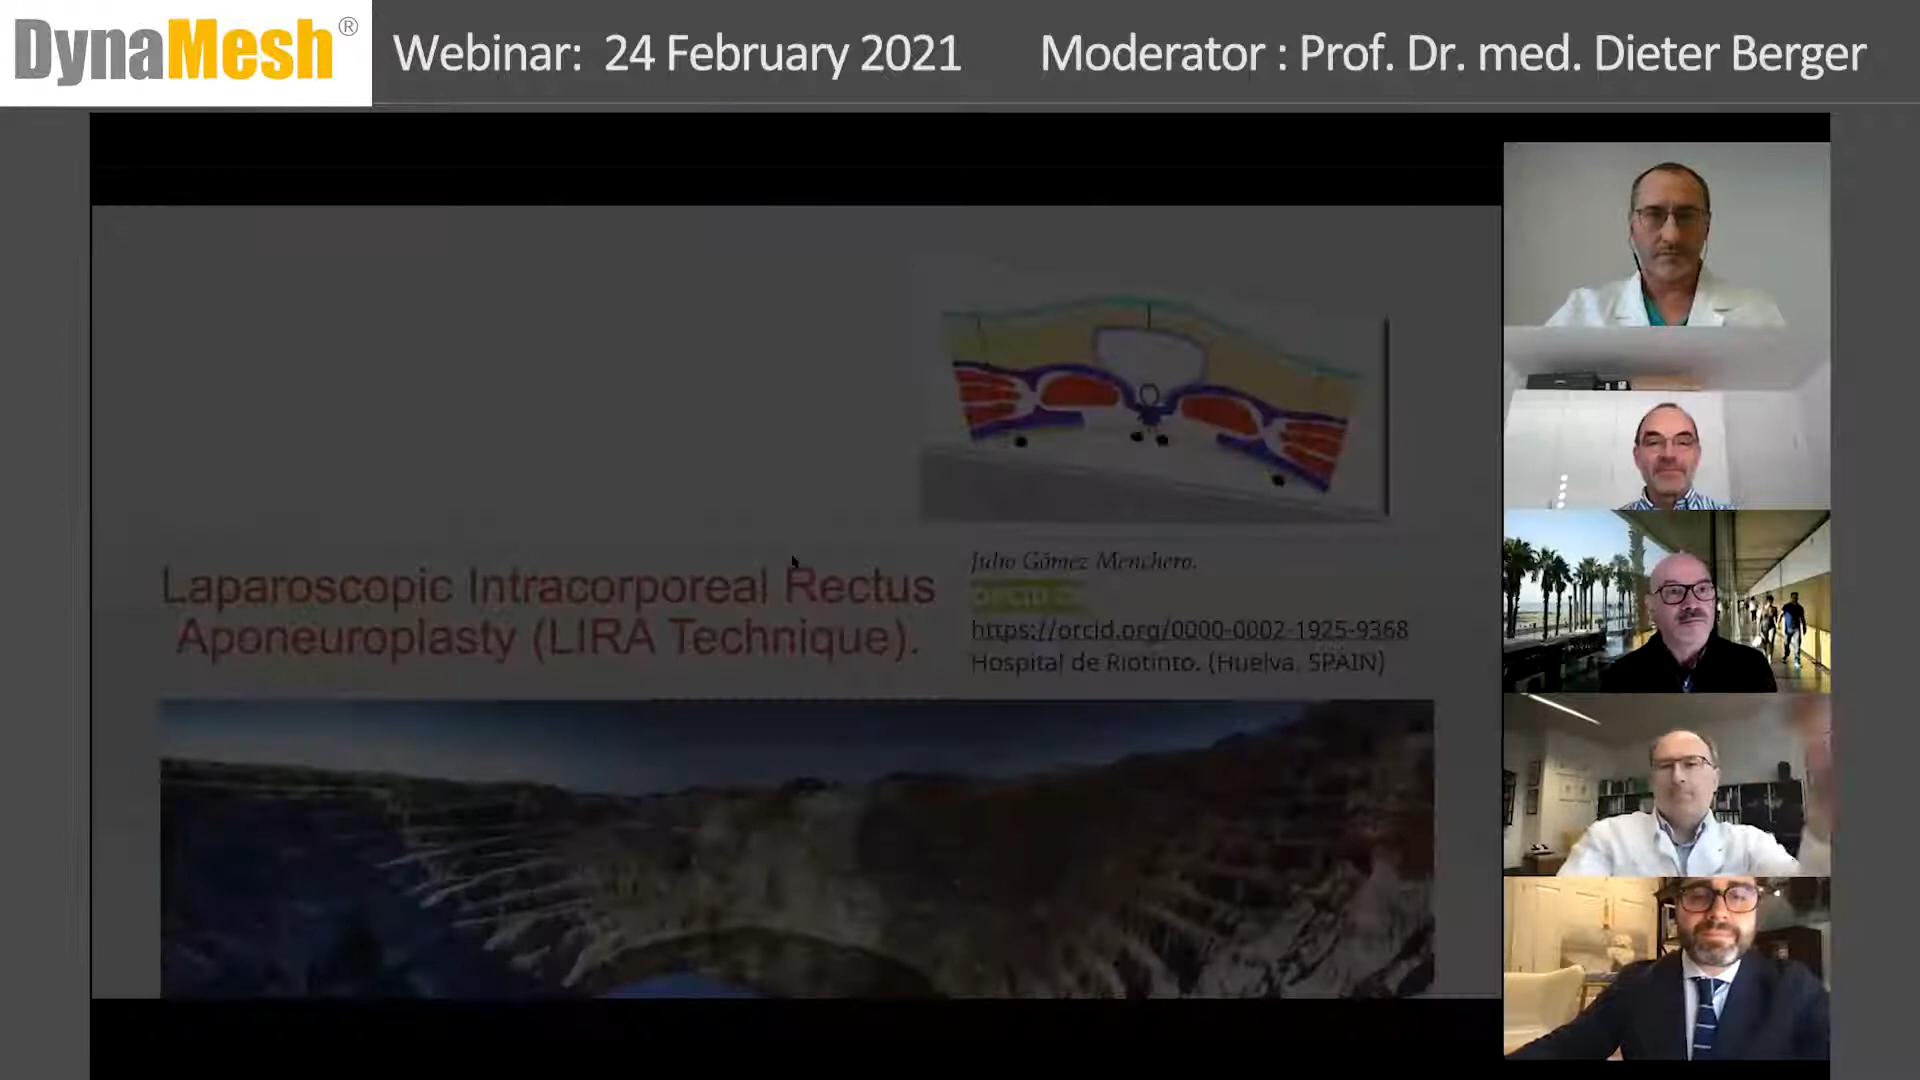 DynaMesh®
Webinar: 24 February 2021
Moderator : Prof. Dr. med. Dieter Berger
Laparoscopic Intracorporeal Rectus
Aponeuroplasty (LIRA Technique).
Julio Gómez Menchero.
https://orcid.org/0000-0002-1925-9368
Hospital de Riotinto. (Huelva. SPAIN)